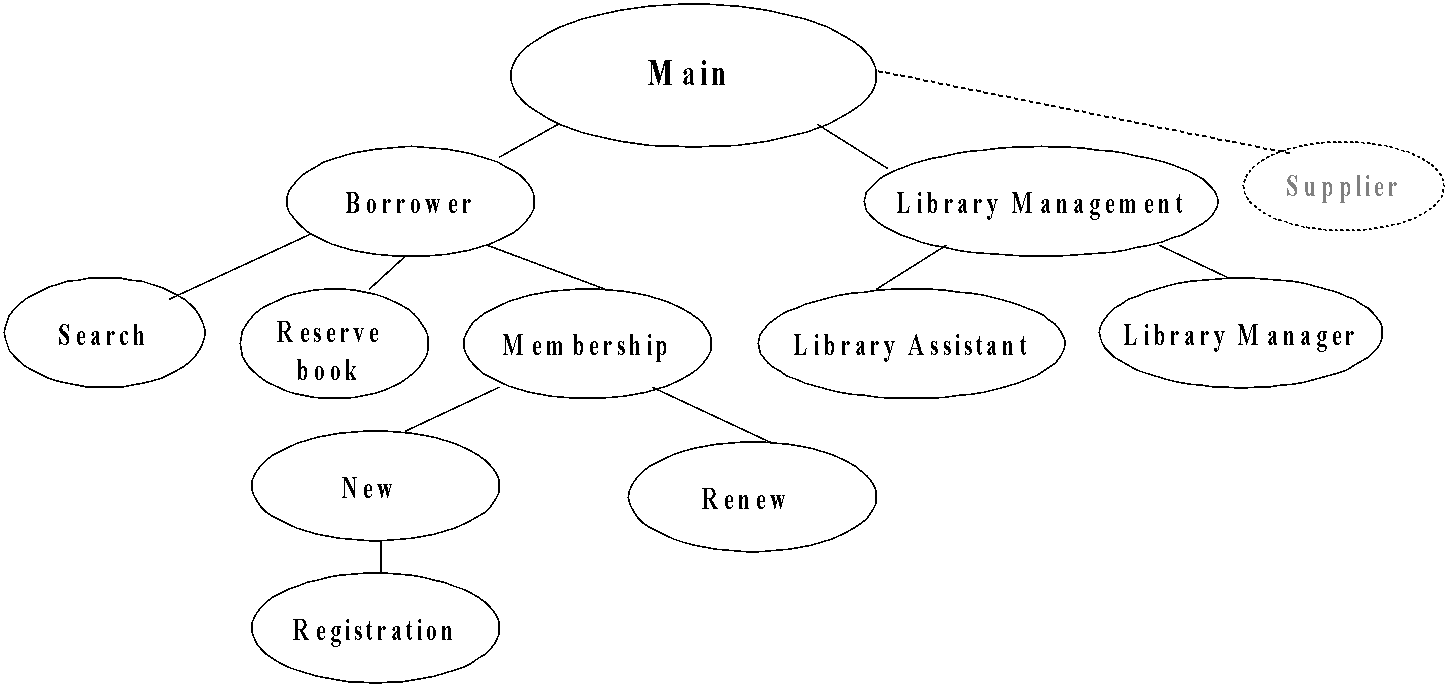 Main
Borrower
Library Management
Supplier
Search
Reserve
book
Membership
Library Assistant
Library Manager
New
Renew
Registration